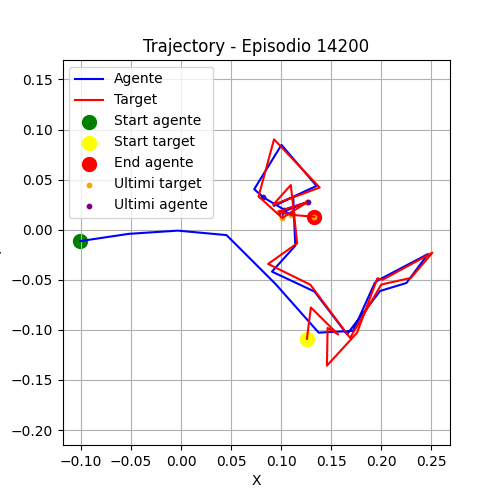 Trajectory - Episodio 14200
Agente
Target
Start agente
Start target
End agente
Ultimi target
Ultimi agente
0.15
0.10
0.05
0.00
−0.05
−0.10
−0.15
−0.20
−0.10
−0.05
0.00
0.05
0.10
0.15
0.20
0.25
X